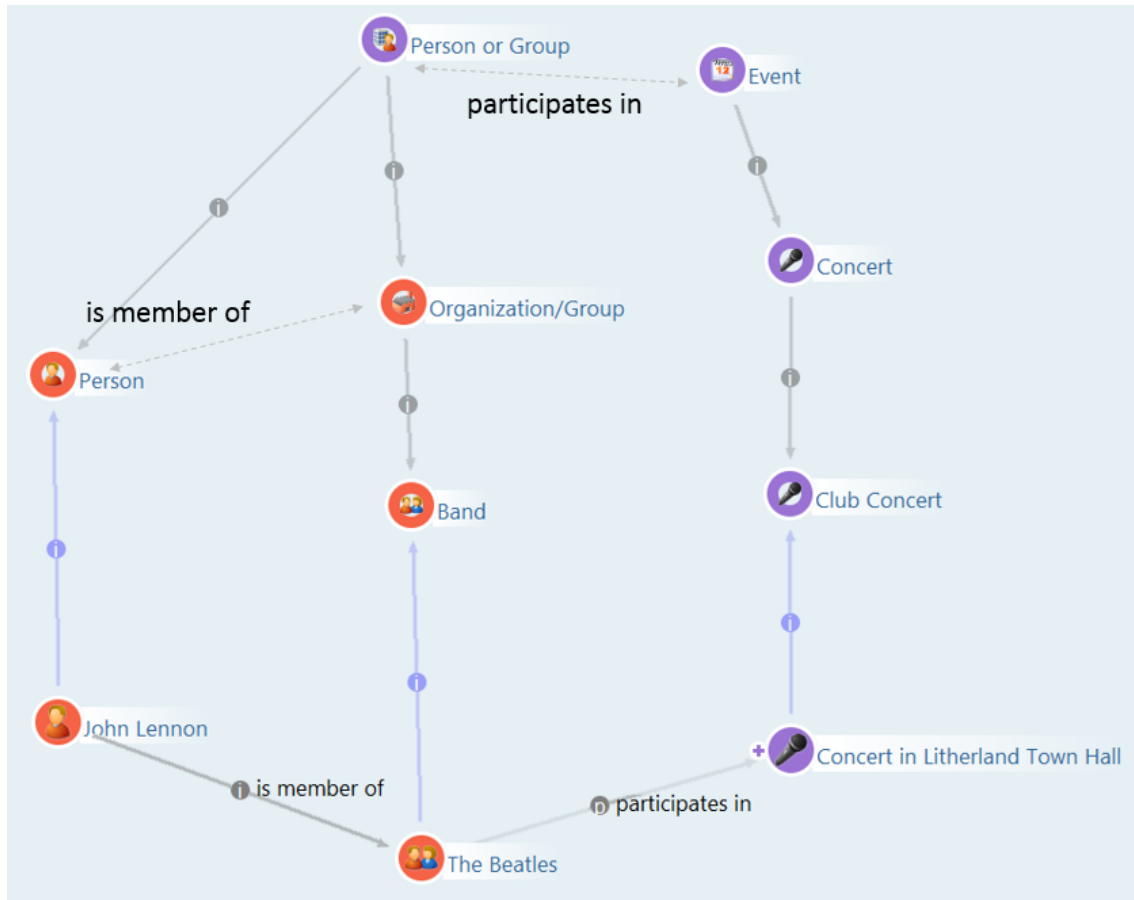 Person or Group
Event
participates in
i
i
i
Concert
is member of
Organization/Group
Person
i
i
Club Concert
Band
i
i
i
John Lennon
Concert in Litherland Town Hall
i is member of
p participates in
The Beatles